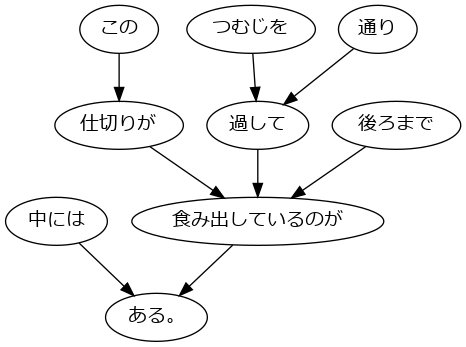 この
つむじを
通り
仕切りが
過して
後ろまで
中には
食み出しているのが
ある。